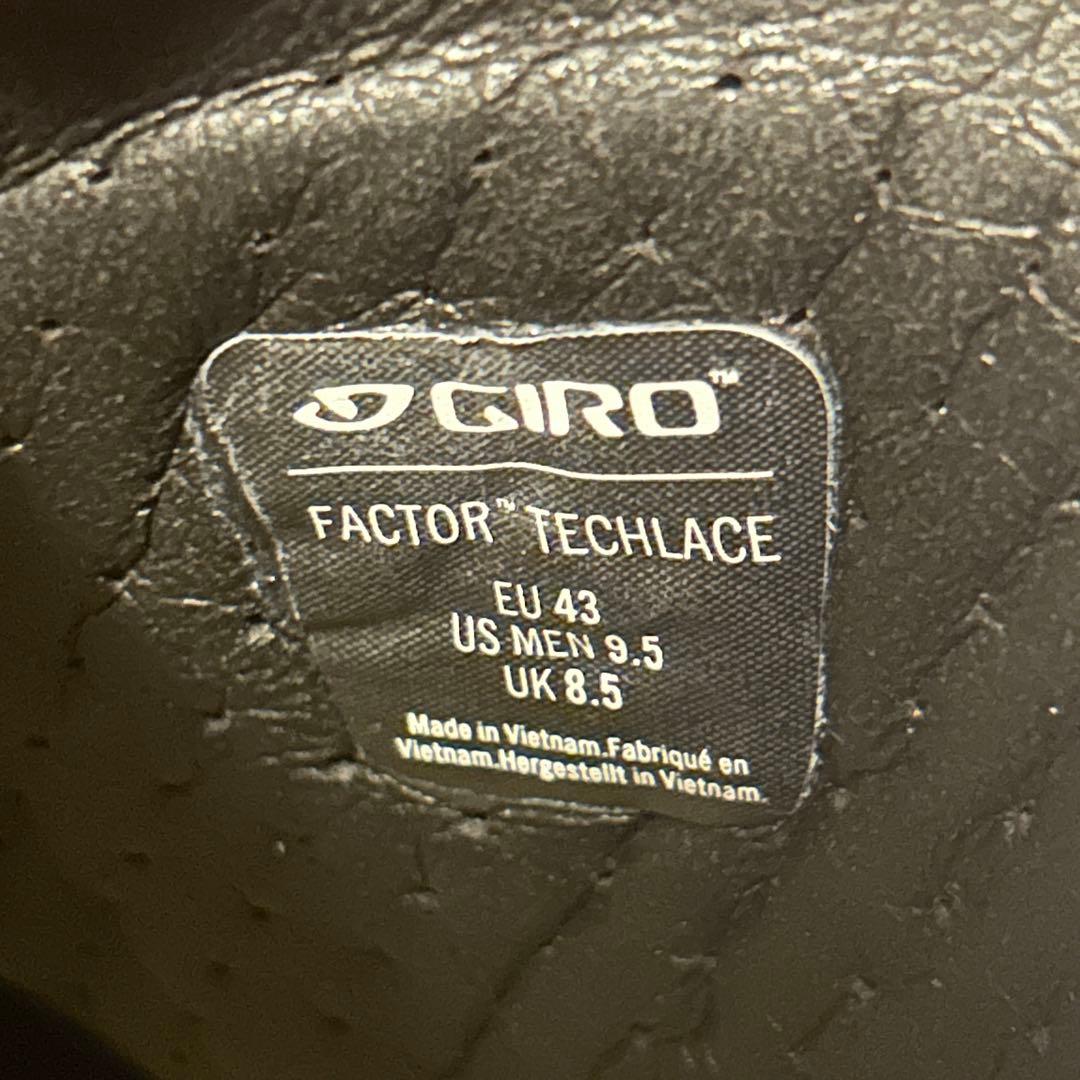 GIRO™
FACTOR™ TECHLACE
EU 43
US MEN 9.5
UK 8.5
Made in Vietnam.Fabriqué en
Vietnam.Hergestellt in Vietnam.